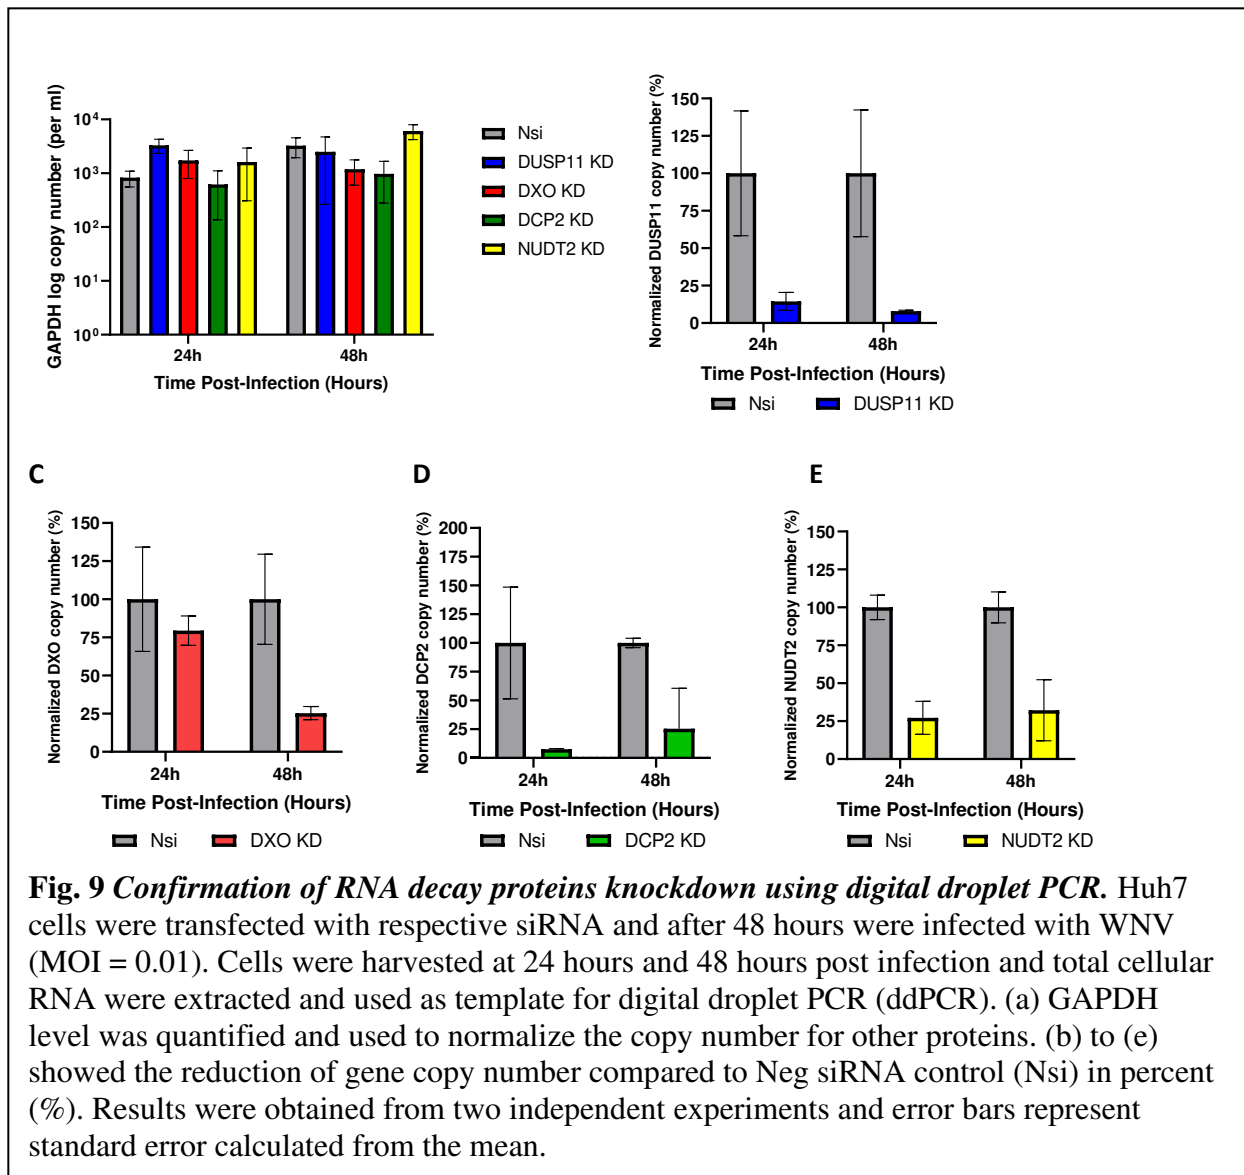 GAPDH log copy number (per ml)
10⁴
10³
10²
10¹
10⁰
24h
48h
Time Post-Infection (Hours)
Nsi
DUSP11 KD
DXO KD
DCP2 KD
NUDT2 KD
Normalized DUSP11 copy number (%)
150
125
100
75
50
25
0
24h
48h
Time Post-Infection (Hours)
Nsi
DUSP11 KD
C
Normalized DXO copy number (%)
150
125
100
75
50
25
0
24h
48h
Time Post-Infection (Hours)
Nsi
DXO KD
D
Normalized DCP2 copy number (%)
200
175
150
125
100
75
50
25
0
24h
48h
Time Post-Infection (Hours)
Nsi
DCP2 KD
E
Normalized NUDT2 copy number (%)
150
125
100
75
50
25
0
24h
48h
Time Post-Infection (Hours)
Nsi
NUDT2 KD
Fig. 9 Confirmation of RNA decay proteins knockdown using digital droplet PCR. Huh7
cells were transfected with respective siRNA and after 48 hours were infected with WNV
(MOI = 0.01). Cells were harvested at 24 hours and 48 hours post infection and total cellular
RNA were extracted and used as template for digital droplet PCR (ddPCR). (a) GAPDH
level was quantified and used to normalize the copy number for other proteins. (b) to (e)
showed the reduction of gene copy number compared to Neg siRNA control (Nsi) in percent
(%). Results were obtained from two independent experiments and error bars represent
standard error calculated from the mean.